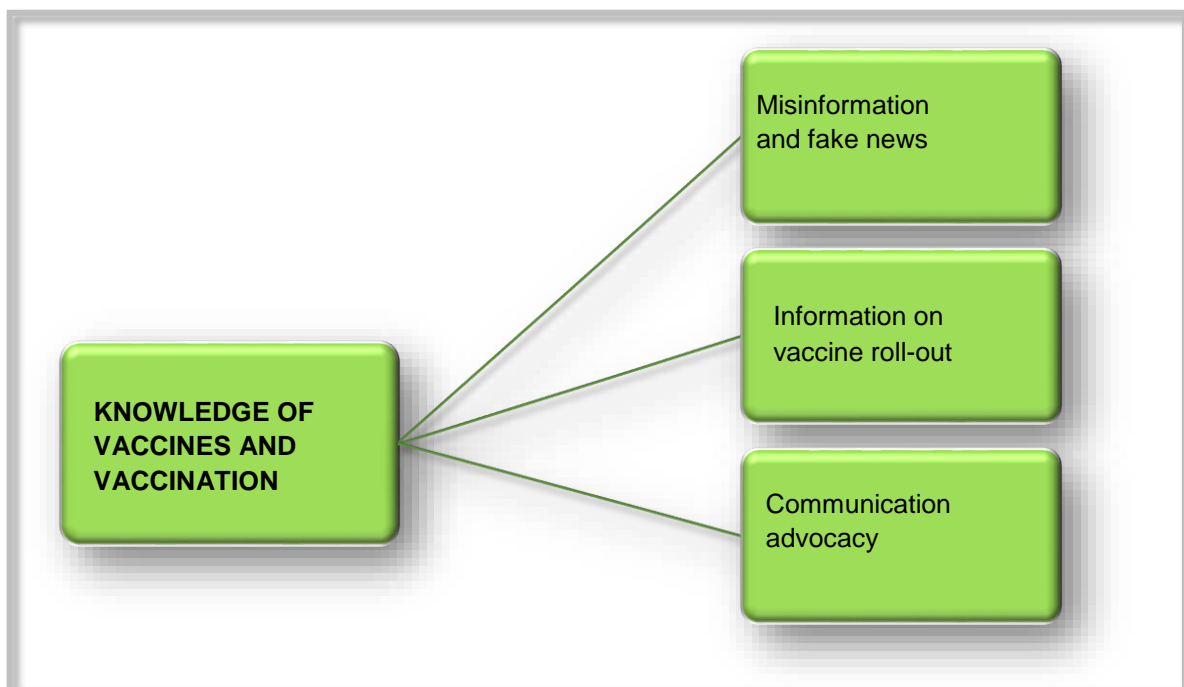 Misinformation
and fake news
Information on
vaccine roll-out
KNOWLEDGE OF
VACCINES AND
VACCINATION
Communication
advocacy